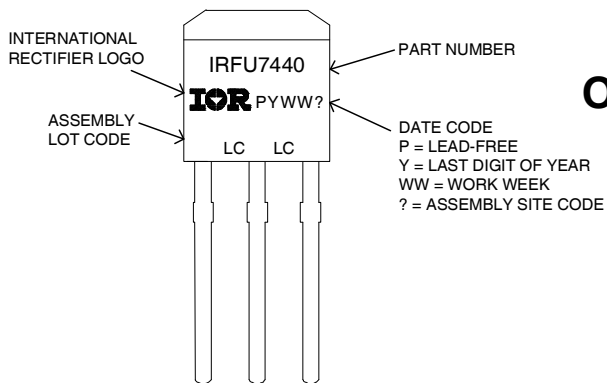 INTERNATIONAL
RECTIFIER LOGO
ASSEMBLY
LOT CODE
IRFU7440
IOR PYWW?
LC LC
PART NUMBER
DATE CODE
P = LEAD-FREE
Y = LAST DIGIT OF YEAR
WW = WORK WEEK
? = ASSEMBLY SITE CODE
O